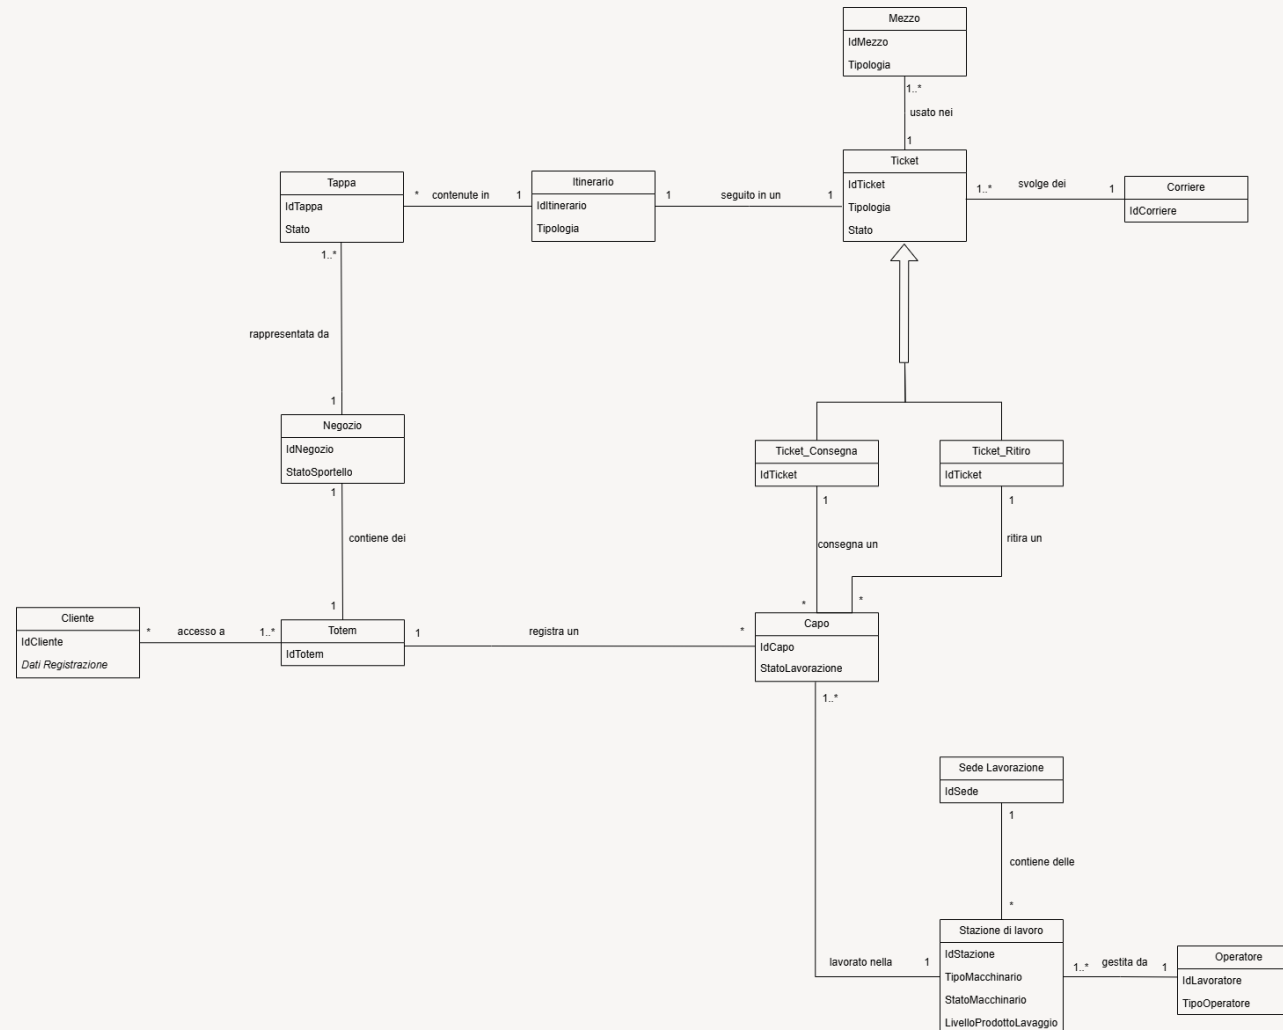 Mezzo
IdMezzo
Tipologia
1..*
usato nei
1
Ticket
IdTicket
Tipologia
Stato
1..*
svolge dei
1
Corriere
IdCorriere
Tappa
IdTappa
Stato
*
contenute in
1
Itinerario
IdItinerario
Tipologia
1
seguito in un
1
1..*
rappresentata da
1
Negozio
IdNegozio
StatoSportello
1
contiene dei
1
Ticket_Consegna
IdTicket
1
consegna un
*
Ticket_Ritiro
IdTicket
1
ritira un
*
Cliente
IdCliente
Dati Registrazione
*
accesso a
1..*
Totem
IdTotem
1
registra un
*
Capo
IdCapo
StatoLavorazione
1..*
lavorato nella
1
Sede Lavorazione
IdSede
1
contiene delle
*
Stazione di lavoro
IdStazione
TipoMacchinario
StatoMacchinario
LivelloProdottoLavaggio
1..*
gestita da
1
Operatore
IdLavoratore
TipoOperatore